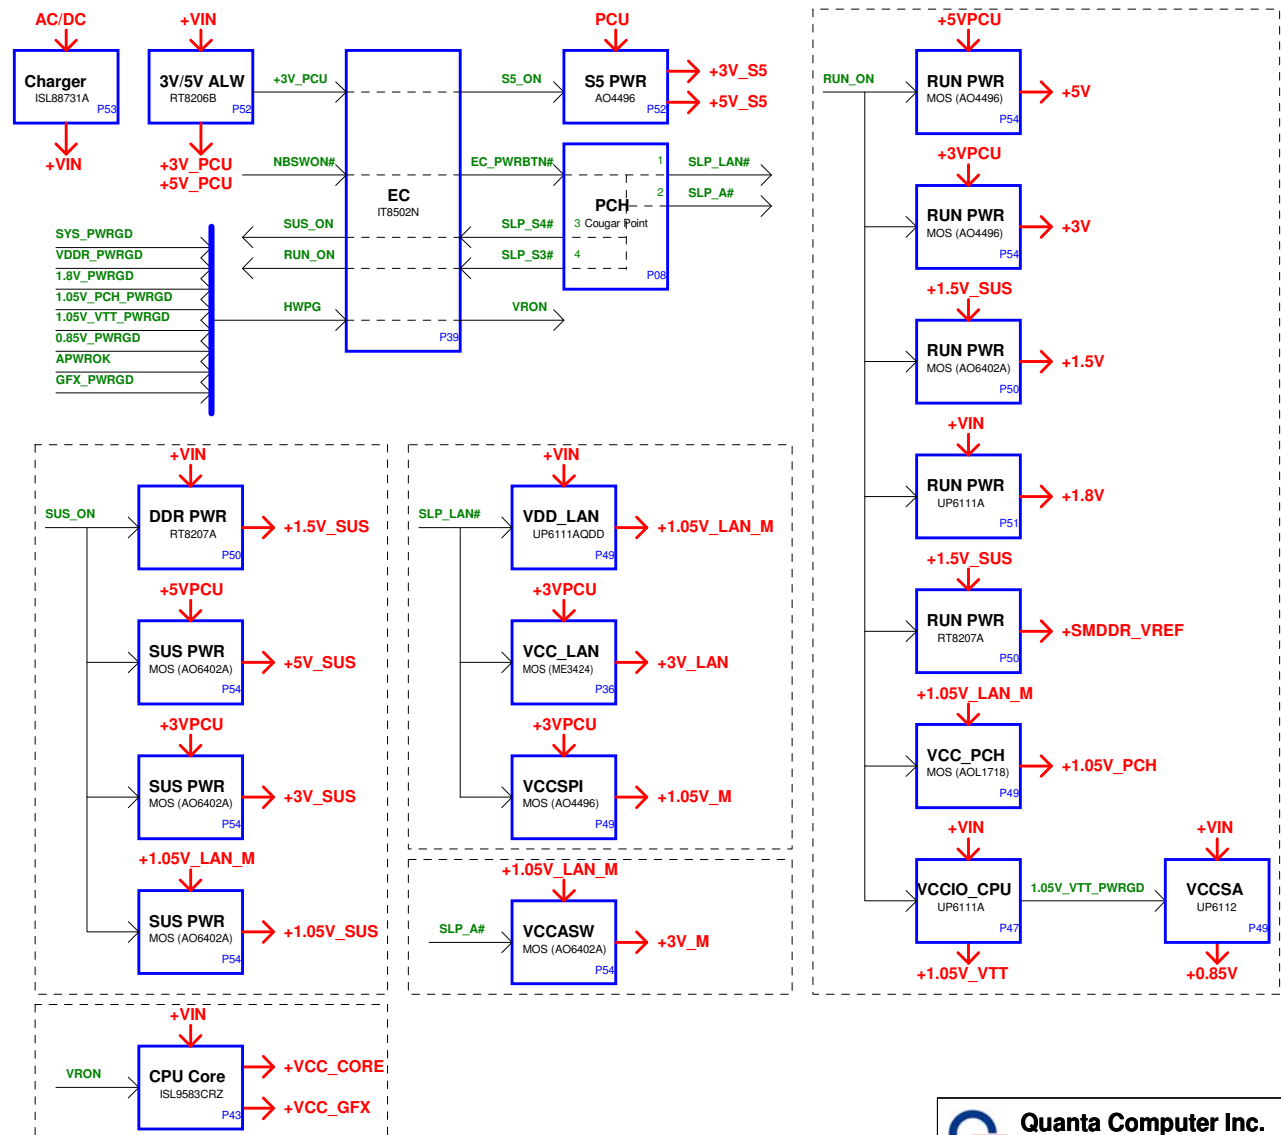 AC/DC
Charger
ISL88731A
P53
+VIN
+VIN
3V/5V ALW
RT8206B
P52
+3V_PCU
+5V_PCU
+3V_PCU
NBSWON#
SUS_ON
RUN_ON
HWPG
EC
IT8502N
P39
S5_ON
EC_PWRBTN#
SLP_S4#
SLP_S3#
VRON
PCU
S5 PWR
AO4496
P52
+3V_S5
+5V_S5
1
2
PCH
3 Cougar Point
4
P08
SLP_LAN#
SLP_A#
SYS_PWRGD
VDDR_PWRGD
1.8V_PWRGD
1.05V_PCH_PWRGD
1.05V_VTT_PWRGD
0.85V_PWRGD
APWROK
GFX_PWRGD
SUS_ON
+VIN
DDR PWR
RT8207A
P50
+1.5V_SUS
+5VPCU
SUS PWR
MOS (AO6402A)
P54
+5V_SUS
+3VPCU
SUS PWR
MOS (AO6402A)
P54
+3V_SUS
+1.05V_LAN_M
SUS PWR
MOS (AO6402A)
P54
+1.05V_SUS
VRON
+VIN
CPU Core
ISL9583CRZ
P43
+VCC_CORE
+VCC_GFX
SLP_LAN#
+VIN
VDD_LAN
UP6111AQDD
P49
+1.05V_LAN_M
+3VPCU
VCC_LAN
MOS (ME3424)
P36
+3V_LAN
+3VPCU
VCCSPI
MOS (AO4496)
P49
+1.05V_M
SLP_A#
+1.05V_LAN_M
VCCASW
MOS (AO6402A)
P54
+3V_M
RUN_ON
+5VPCU
RUN PWR
MOS (AO4496)
P54
+5V
+3VPCU
RUN PWR
MOS (AO4496)
P54
+3V
+1.5V_SUS
RUN PWR
MOS (AO6402A)
P50
+1.5V
+VIN
RUN PWR
UP6111A
P51
+1.8V
+1.5V_SUS
RUN PWR
RT8207A
P50
+SMDDR_VREF
+1.05V_LAN_M
VCC_PCH
MOS (AOL1718)
P49
+1.05V_PCH
+VIN
VCCIO_CPU
UP6111A
P47
+1.05V_VTT
1.05V_VTT_PWRGD
+VIN
VCCSA
UP6112
P49
+0.85V
Quanta Computer Inc.